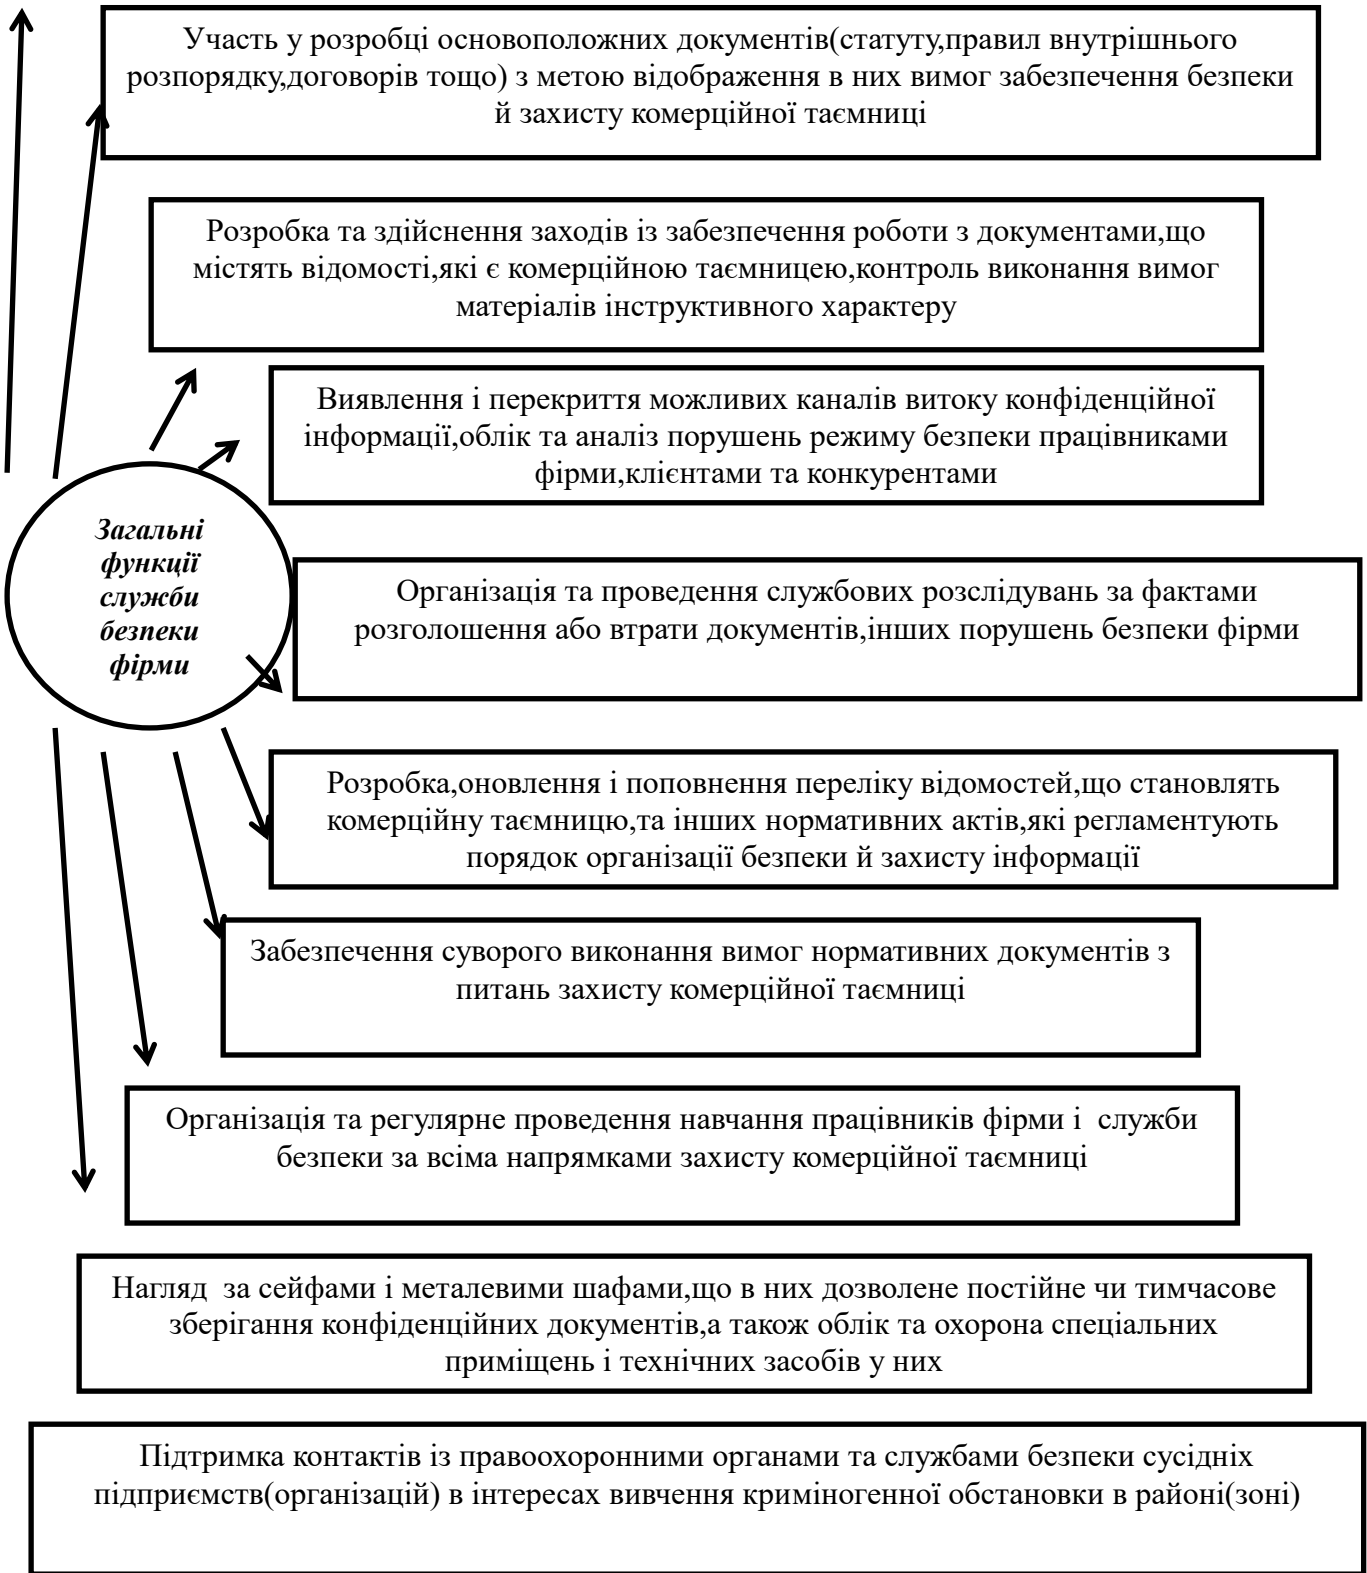 Участь у розробці основоположних документів(статуту,правил внутрішнього
розпорядку,договорів тощо) з метою відображення в них вимог забезпечення безпеки
й захисту комерційної таємниці
Розробка та здійснення заходів із забезпечення роботи з документами,що
містять відомості,які є комерційною таємницею,контроль виконання вимог
матеріалів інструктивного характеру
Виявлення і перекриття можливих каналів витоку конфіденційної
інформації,облік та аналіз порушень режиму безпеки працівниками
фірми,клієнтами та конкурентами
Загальні
функції
служби
безпеки
фірми
Організація та проведення службових розслідувань за фактами
розголошення або втрати документів,інших порушень безпеки фірми
Розробка,оновлення і поповнення переліку відомостей,що становлять
комерційну таємницю,та інших нормативних актів,які регламентують
порядок організації безпеки й захисту інформації
Забезпечення суворого виконання вимог нормативних документів з
питань захисту комерційної таємниці
Організація та регулярне проведення навчання працівників фірми і  служби
безпеки за всіма напрямками захисту комерційної таємниці
Нагляд  за сейфами і металевими шафами,що в них дозволене постійне чи тимчасове
зберігання конфіденційних документів,а також облік та охорона спеціальних
приміщень і технічних засобів у них
Підтримка контактів із правоохоронними органами та службами безпеки сусідніх
підприємств(організацій) в інтересах вивчення криміногенної обстановки в районі(зоні)